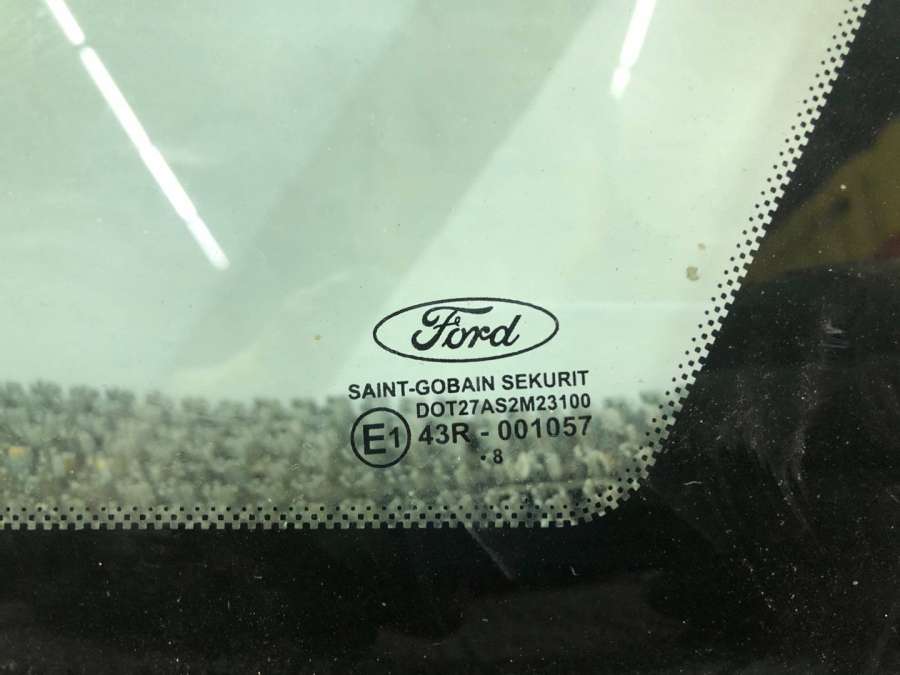 Ford
SAINT-GOBAIN SEKURIT
DOT27AS2M23100
E1 43R - 001057
. 8